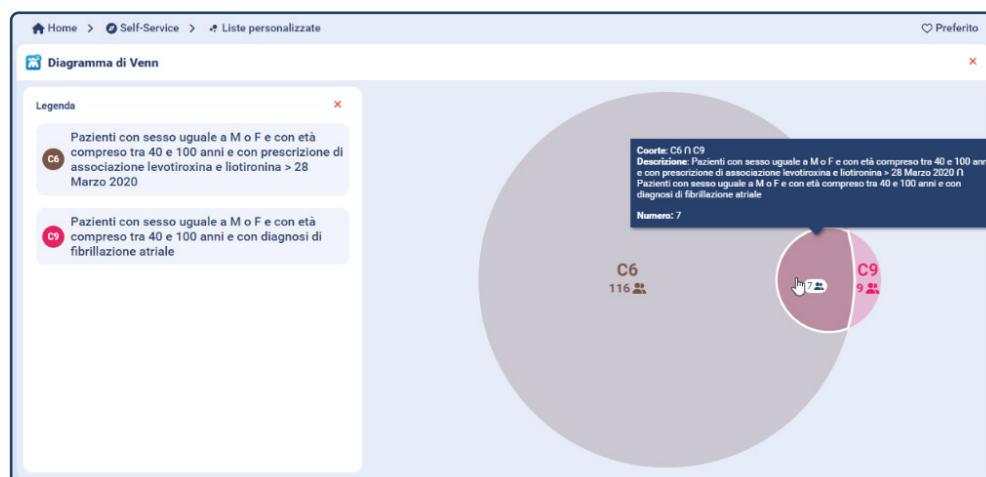 Home > Self-Service > Liste personalizzate
Preferito
Diagramma di Venn
Legenda
C6
Pazienti con sesso uguale a M o F e con età
compreso tra 40 e 100 anni e con prescrizione di
associazione levotiroxina e liotironina > 28
Marzo 2020
C9
Pazienti con sesso uguale a M o F e con età
compreso tra 40 e 100 anni e con diagnosi di
fibrillazione atriale
Coorte: C6 ∩ C9
Descrizione: Pazienti con sesso uguale a M o F e con età compreso tra 40 e 100 ann
e con prescrizione di associazione levotiroxina e liotironina > 28 Marzo 2020 ∩
Pazienti con sesso uguale a M o F e con età compreso tra 40 e 100 anni e con
diagnosi di fibrillazione atriale
Numero: 7
C6
116
7
C9
9